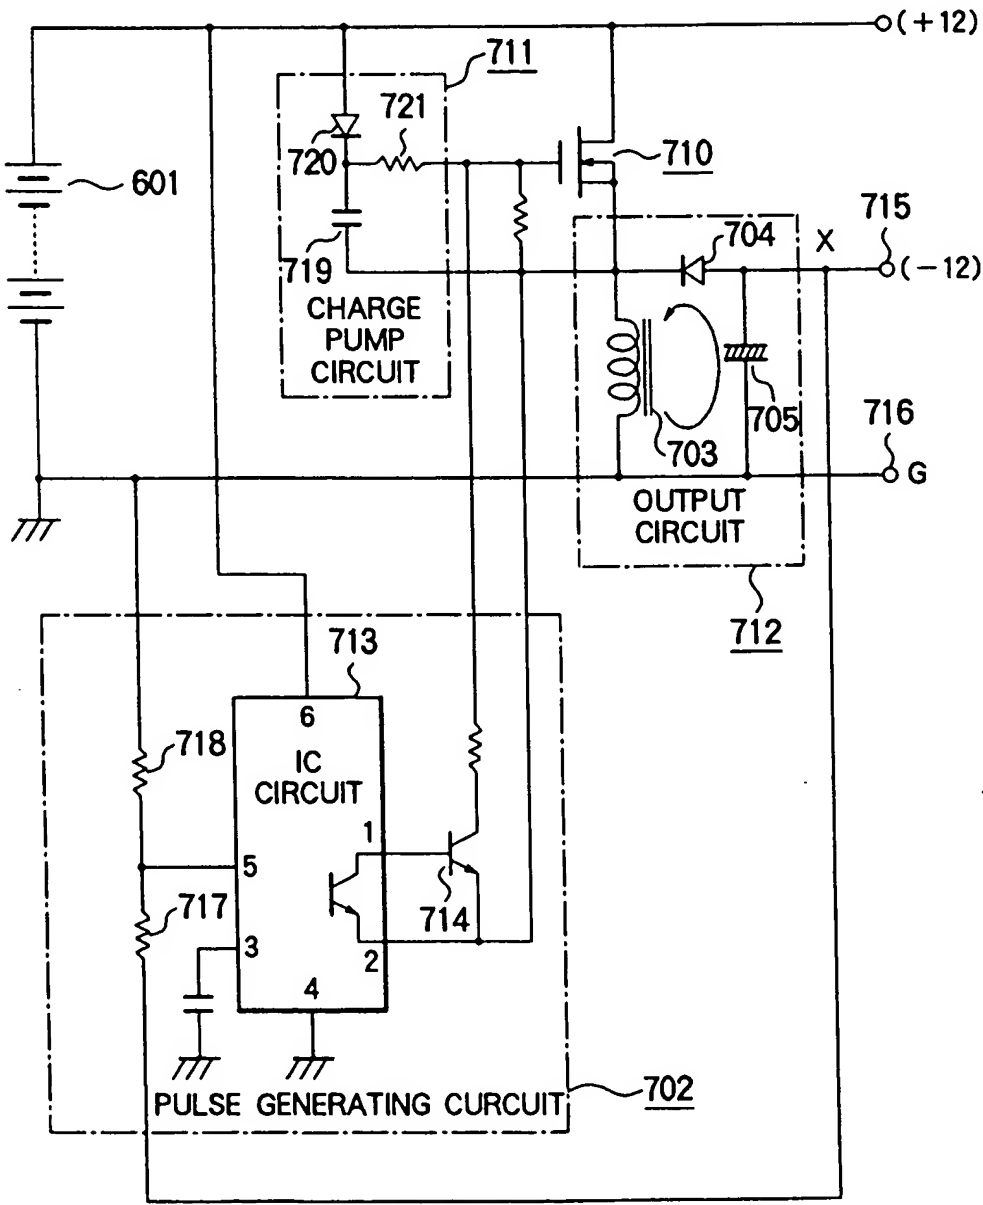 (+12)
711
721
720
710
601
715
704
X
(-12)
719
CHARGE
PUMP
CIRCUIT
705
716
703
G
OUTPUT
CIRCUIT
712
713
6
718
IC
CIRCUIT
1
5
717
714
3
2
4
702
PULSE GENERATING CURCUIT